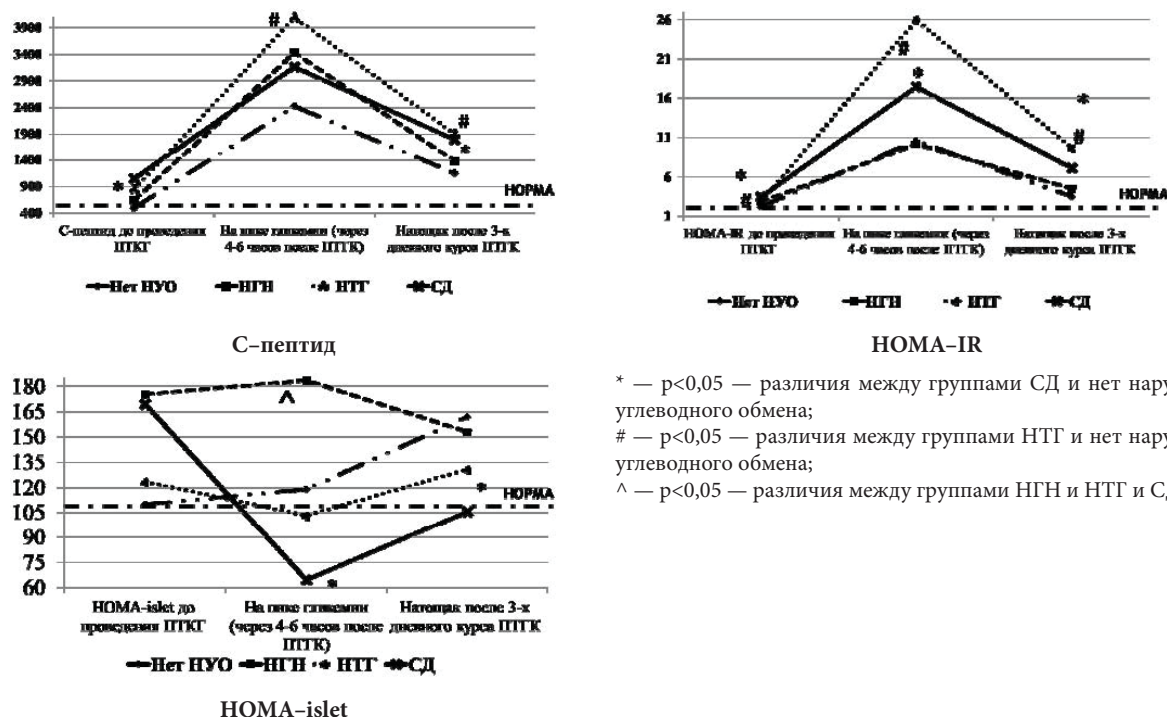 3900
3400
2900
2400
1900
1400
900
400
#
*
#
*
НОРМА
С-пептид до проведения
ПТКГ
На пике гликемии (через
4-6 часов после ПТГК)
Натощак после 3-х
дневного курса ПТГК
Нет НУО НГН НТГ СД
С–пептид
26
21
16
11
6
1
*
#
#
*
*
#
НОРМА
HOMA-IR до проведения
ПТКГ
На пике гликемии (через
4-6 часов после ПТГК)
Натощак после 3-х
дневного курса ПТГК
Нет НУО НГН НТГ СД
HOMA–IR
180
165
150
135
120
105
90
75
60
^
*
*
НОРМА
HOMA-islet до
проведения ПТКГ
На пике гликемии
(через 4-6 часов после
ПТГК)
Натощак после 3-х
дневного курса ПТГК
Нет НУО НГН НТГ СД
HOMA–islet
* — p<0,05 — различия между группами СД и нет нару
углеводного обмена;
# — p<0,05 — различия между группами НТГ и нет нару
углеводного обмена;
^ — p<0,05 — различия между группами НГН и НТГ и СД